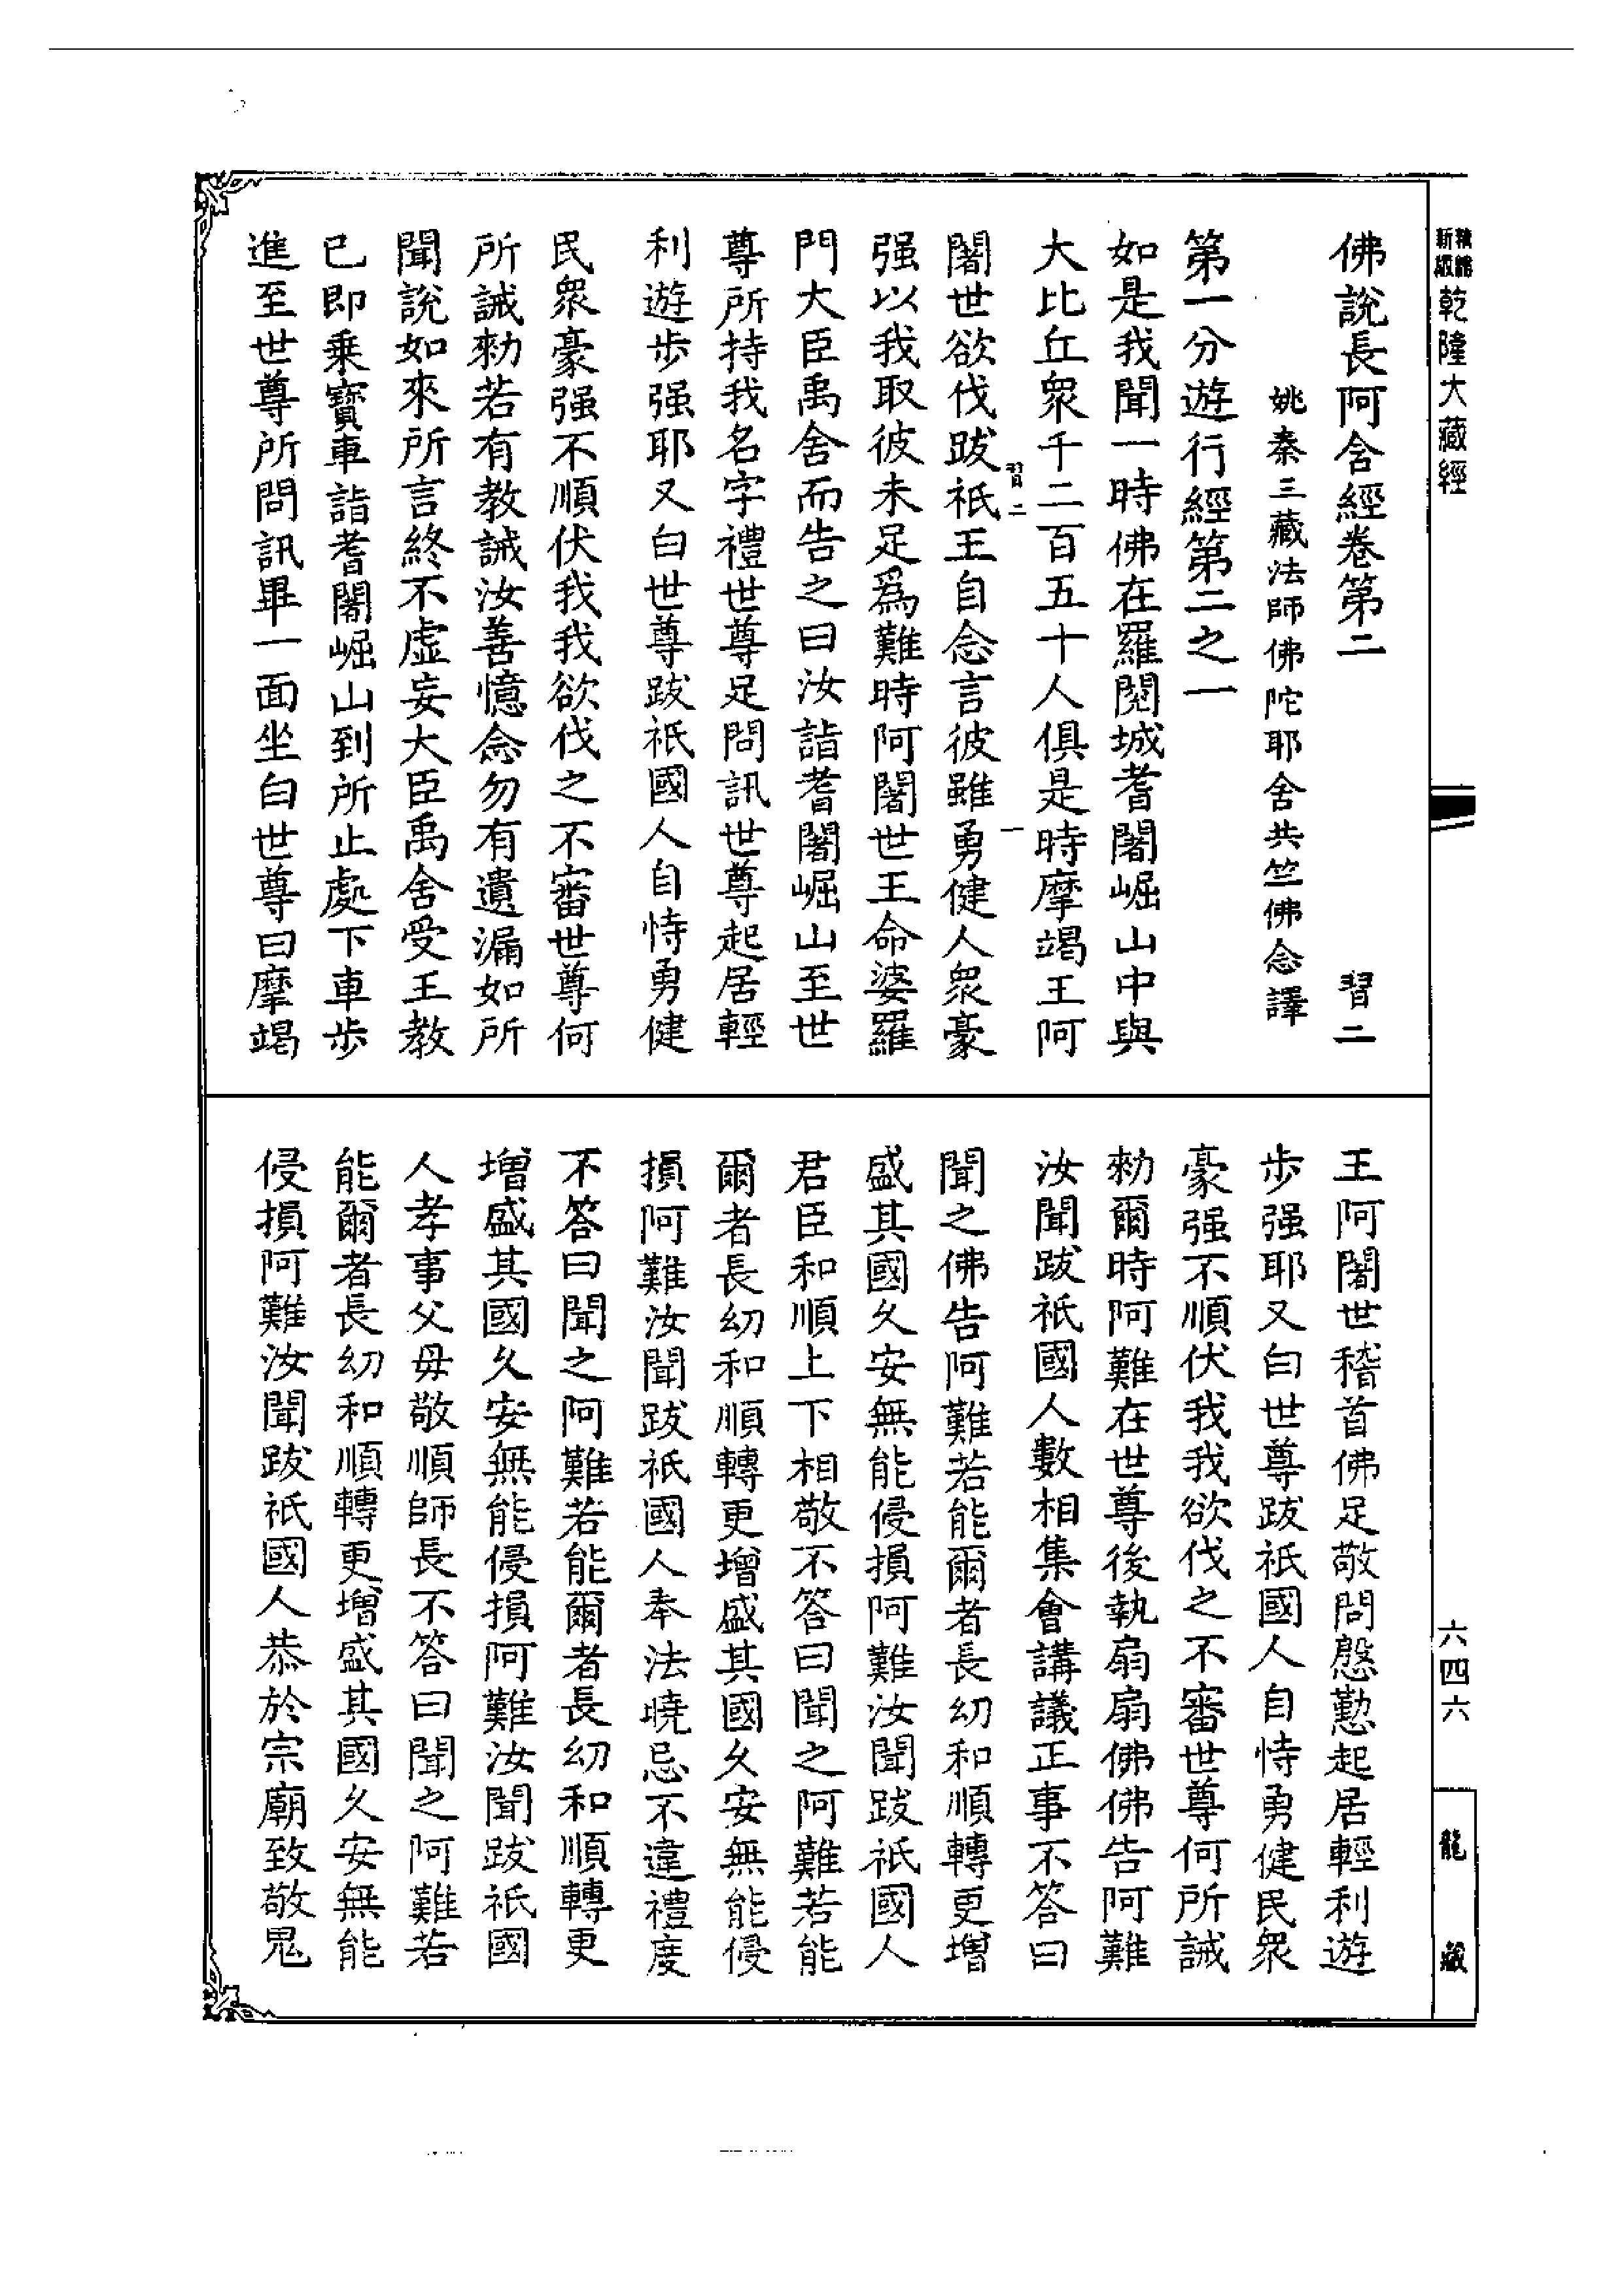 新版精縮乾隆大藏經
佛說長阿含經卷第二 習二
姚秦三藏法師佛陀耶舍共竺佛念譯
第一分遊行經第二之一
如是我聞一時佛在羅閱城耆闍崛山中與
大比丘衆千二百五十人俱是時摩竭王阿
習二 一
闍世欲伐跋祇王自念言彼雖勇健人衆豪
强以我取彼未足爲難時阿闍世王命婆羅
門大臣禹舍而告之曰汝詣耆闍崛山至世
尊所持我名字禮世尊足問訊世尊起居輕
利遊步强耶又白世尊跋祇國人自恃勇健
民衆豪强不順伏我我欲伐之不審世尊何
所誡勑若有教誡汝善憶念勿有遺漏如所
聞說如來所言終不虛妄大臣禹舍受王教
已即乗寶車詣耆闍崛山到所止處下車步
進至世尊所問訊畢一面坐白世尊曰摩竭
王阿闍世稽首佛足敬問慇懃起居輕利遊
步强耶又白世尊跋祇國人自恃勇健民衆
豪强不順伏我我欲伐之不審世尊何所誡
勑爾時阿難在世尊後執扇扇佛佛告阿難
汝聞跋祇國人數相集會講議正事不答曰
聞之佛告阿難若能爾者長幼和順轉更增
盛其國久安無能侵損阿難汝聞跋祇國人
君臣和順上下相敬不答曰聞之阿難若能
爾者長幼和順轉更增盛其國久安無能侵
損阿難汝聞跋祇國人奉法曉忌不違禮度
不答曰聞之阿難若能爾者長幼和順轉更
增盛其國久安無能侵損阿難汝聞跋祇國
人孝事父母敬順師長不答曰聞之阿難若
能爾者長幼和順轉更增盛其國久安無能
侵損阿難汝聞跋祇國人恭於宗廟致敬鬼
六四六
龍藏